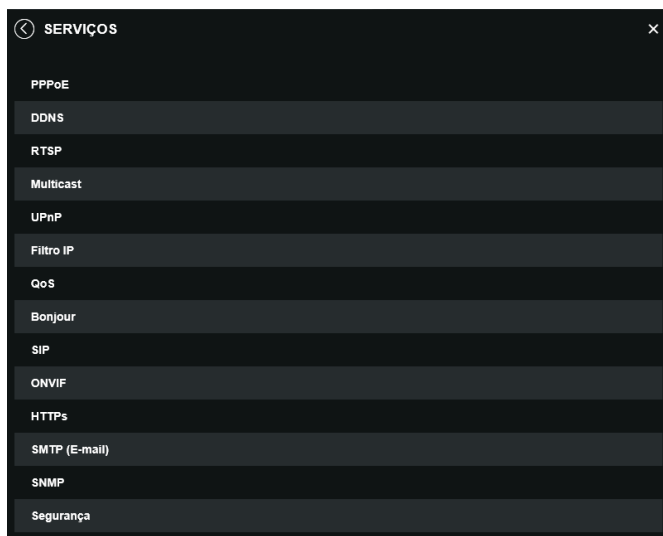 SERVIÇOS
PPPoE
DDNS
RTSP
Multicast
UPnP
Filtro IP
QoS
Bonjour
SIP
ONVIF
HTTPs
SMTP (E-mail)
SNMP
Segurança